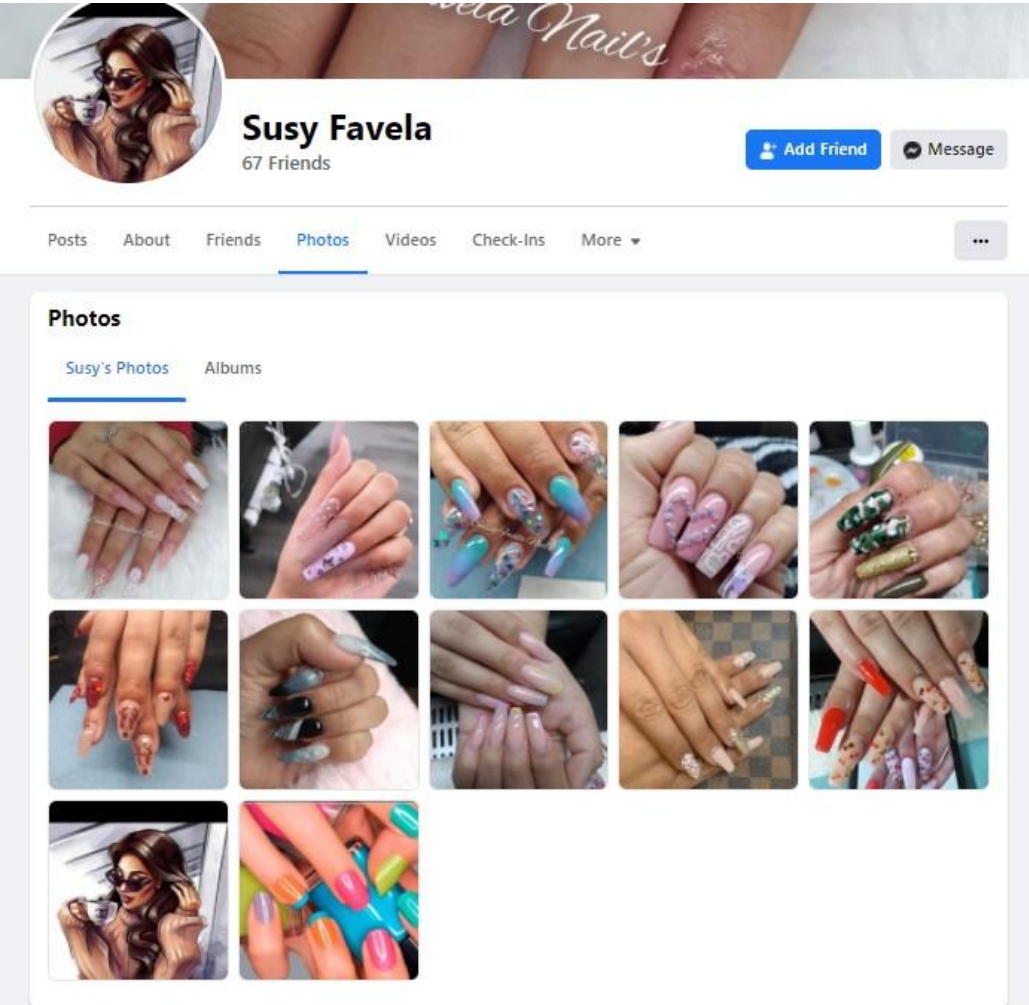 Nail's
Susy Favela
67 Friends
Add Friend
Message
Posts About Friends Photos Videos Check-Ins More
Photos
Susy's Photos Albums